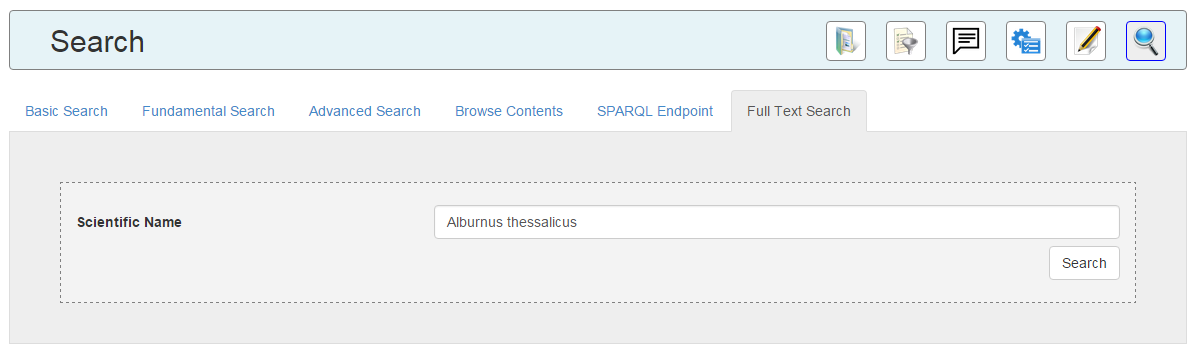 Search
Basic Search Fundamental Search Advanced Search Browse Contents SPARQL Endpoint Full Text Search
Scientific Name Alburnus thessalicus
Search